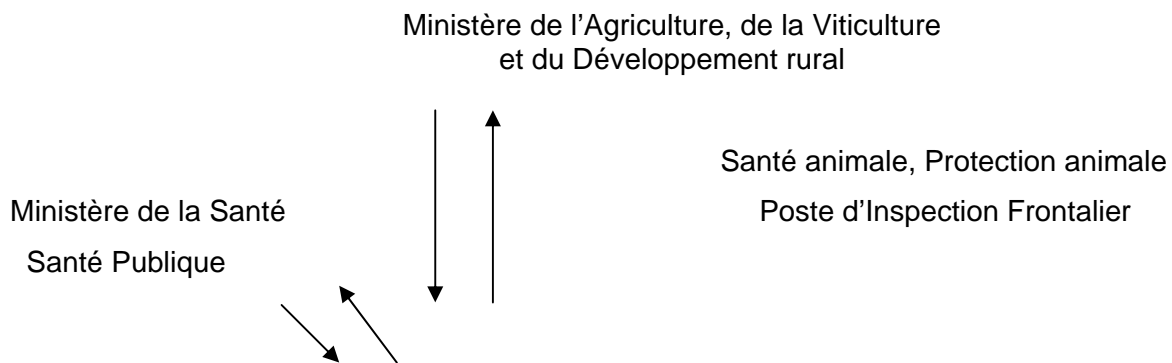 Ministère de l’Agriculture, de la Viticulture
et du Développement rural
Santé animale, Protection animale
Ministère de la Santé
Poste d’Inspection Frontalier
Santé Publique